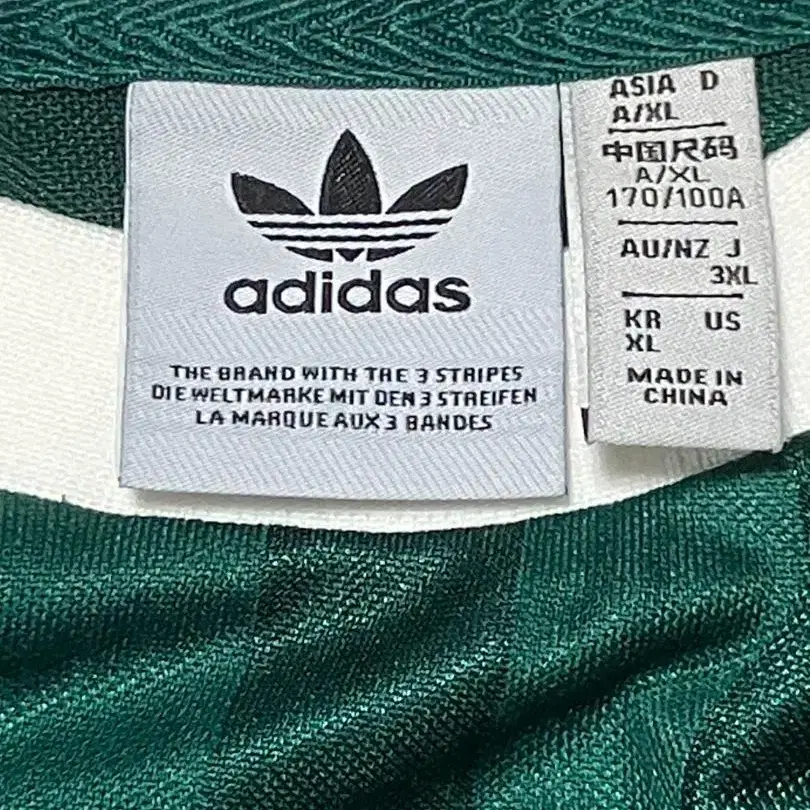 adidas
THE BRAND WITH THE 3 STRIPES
DIE WELTMARKE MIT DEN 3 STREIFEN
LA MARQUE AUX 3 BANDES
ASIA D
A/XL
中国尺码
A/XL
170/100A
AU/NZ J
3XL
KR US
XL
MADE IN
CHINA